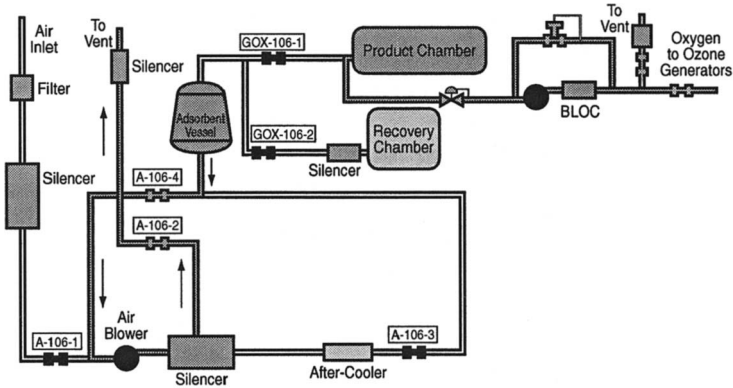 Air
Inlet
Filter
Silencer
To
Vent
Silencer
GOX-106-1
Product Chamber
Adsorbent
Vessel
GOX-106-2
Silencer
Recovery
Chamber
To
Vent
Oxygen
to Ozone
Generators
BLOC
A-106-4
A-106-2
A-106-1
Air
Blower
Silencer
After-Cooler
A-106-3